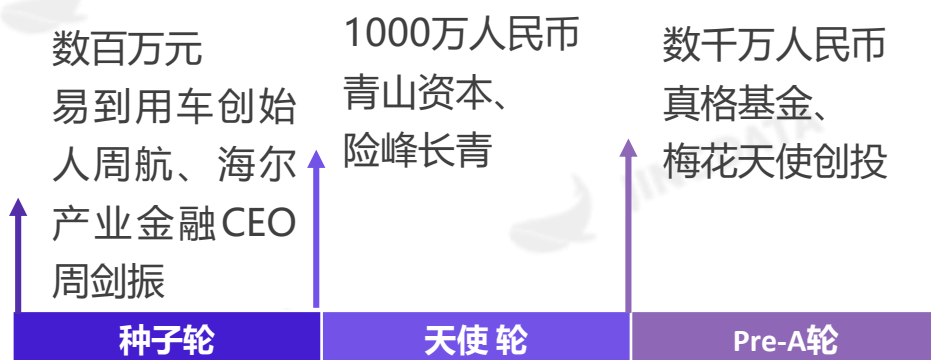 数百万元
易到用车创始
人周航、海尔
产业金融CEO
周剑振
1000万人民币
青山资本、
险峰长青
数千万人民币
真格基金、
梅花天使创投
种子轮
天使 轮
Pre-A轮